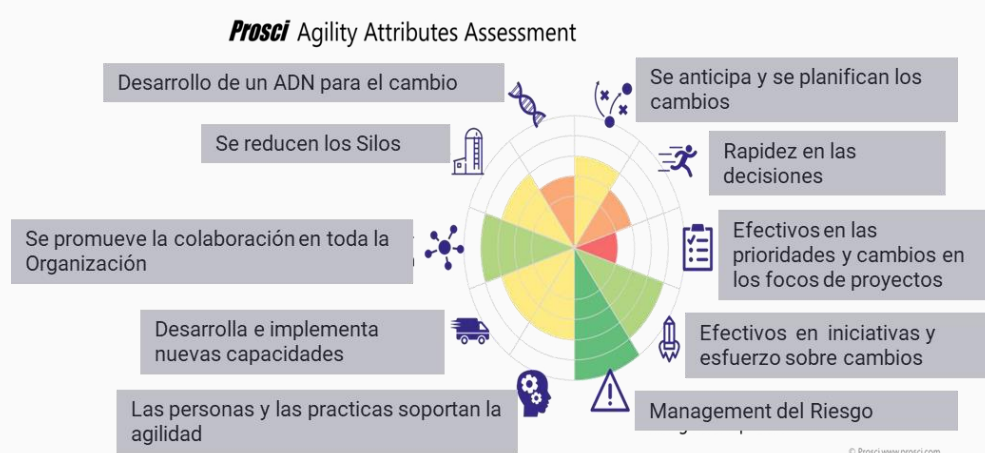 Prosci Agility Attributes Assessment
Desarrollo de un ADN para el cambio
Se anticipa y se planifican los
cambios
Se reducen los Silos
Rapidez en las
decisiones
Se promueve la colaboración en toda la
Organización
Efectivos en las
prioridades y cambios en
los focos de proyectos
Desarrolla e implementa
nuevas capacidades
Efectivos en iniciativas y
esfuerzo sobre cambios
Las personas y las practicas soportan la
agilidad
Management del Riesgo
© Prosci www.prosci.com